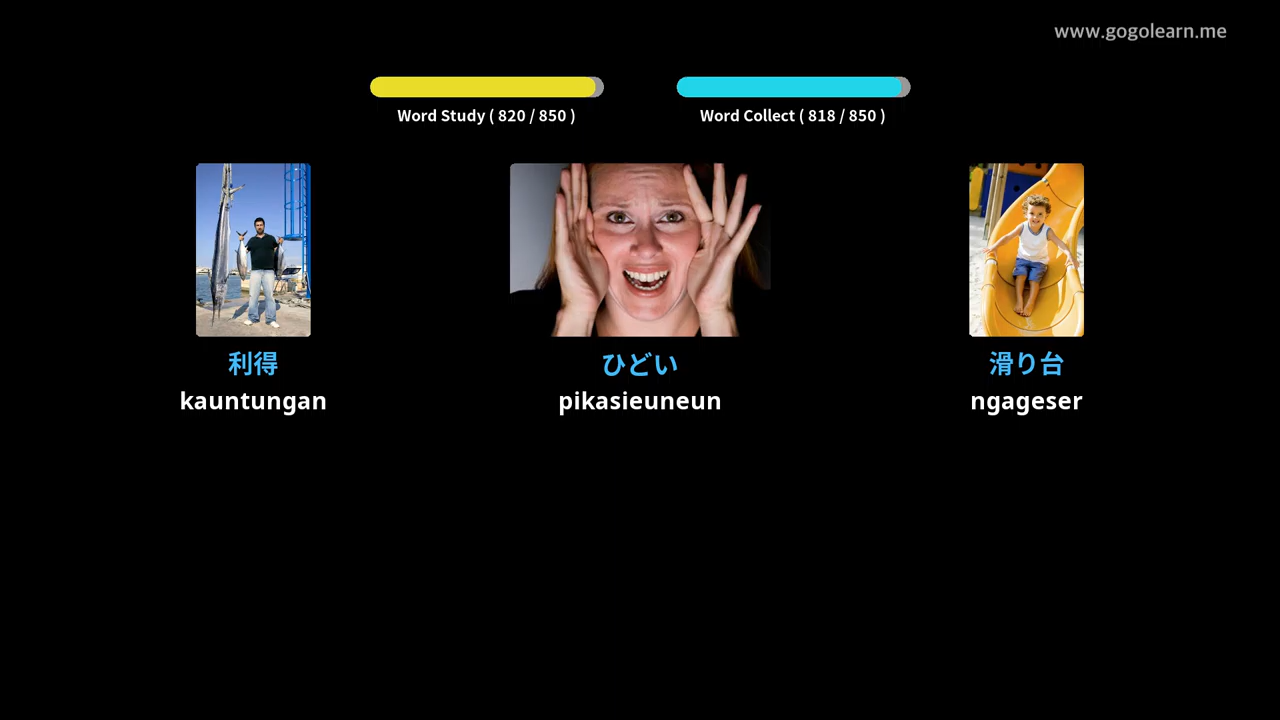 www.gogolearn.me
Word Study ( 820 / 850 )
Word Collect ( 818 / 850 )
利得
kauntungan
ひどい
pikasieuneun
滑り台
ngageser